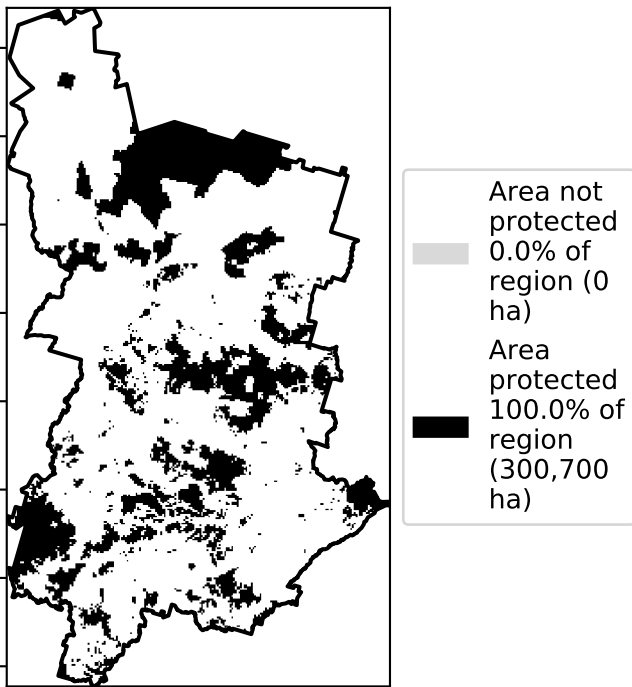 Area not
protected
0.0% of
region (0
ha)
Area
protected
100.0% of
region
(300,700
ha)